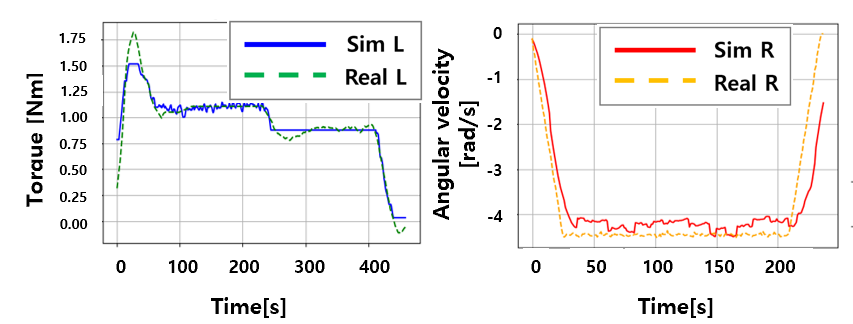 Sim L
Real L
Toraue [Nm]
1.75
1.50
1.25
1.00
0.75
0.50
0.25
0.00
0 100 200 300 400
Time[s]
Sim R
Real R
Angular velocity
[rad/s]
0
-1
-2
-3
-4
0 50 100 150 200
Time[s]